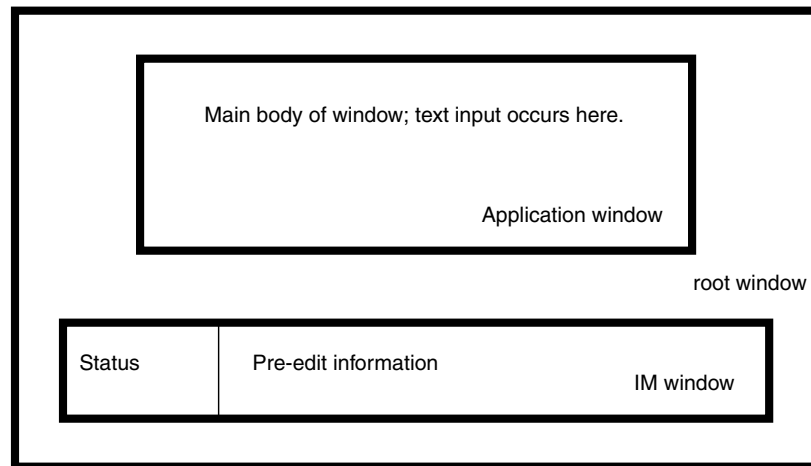 Main body of window; text input occurs here.
Application window
root window
Status
Pre-edit information
IM window